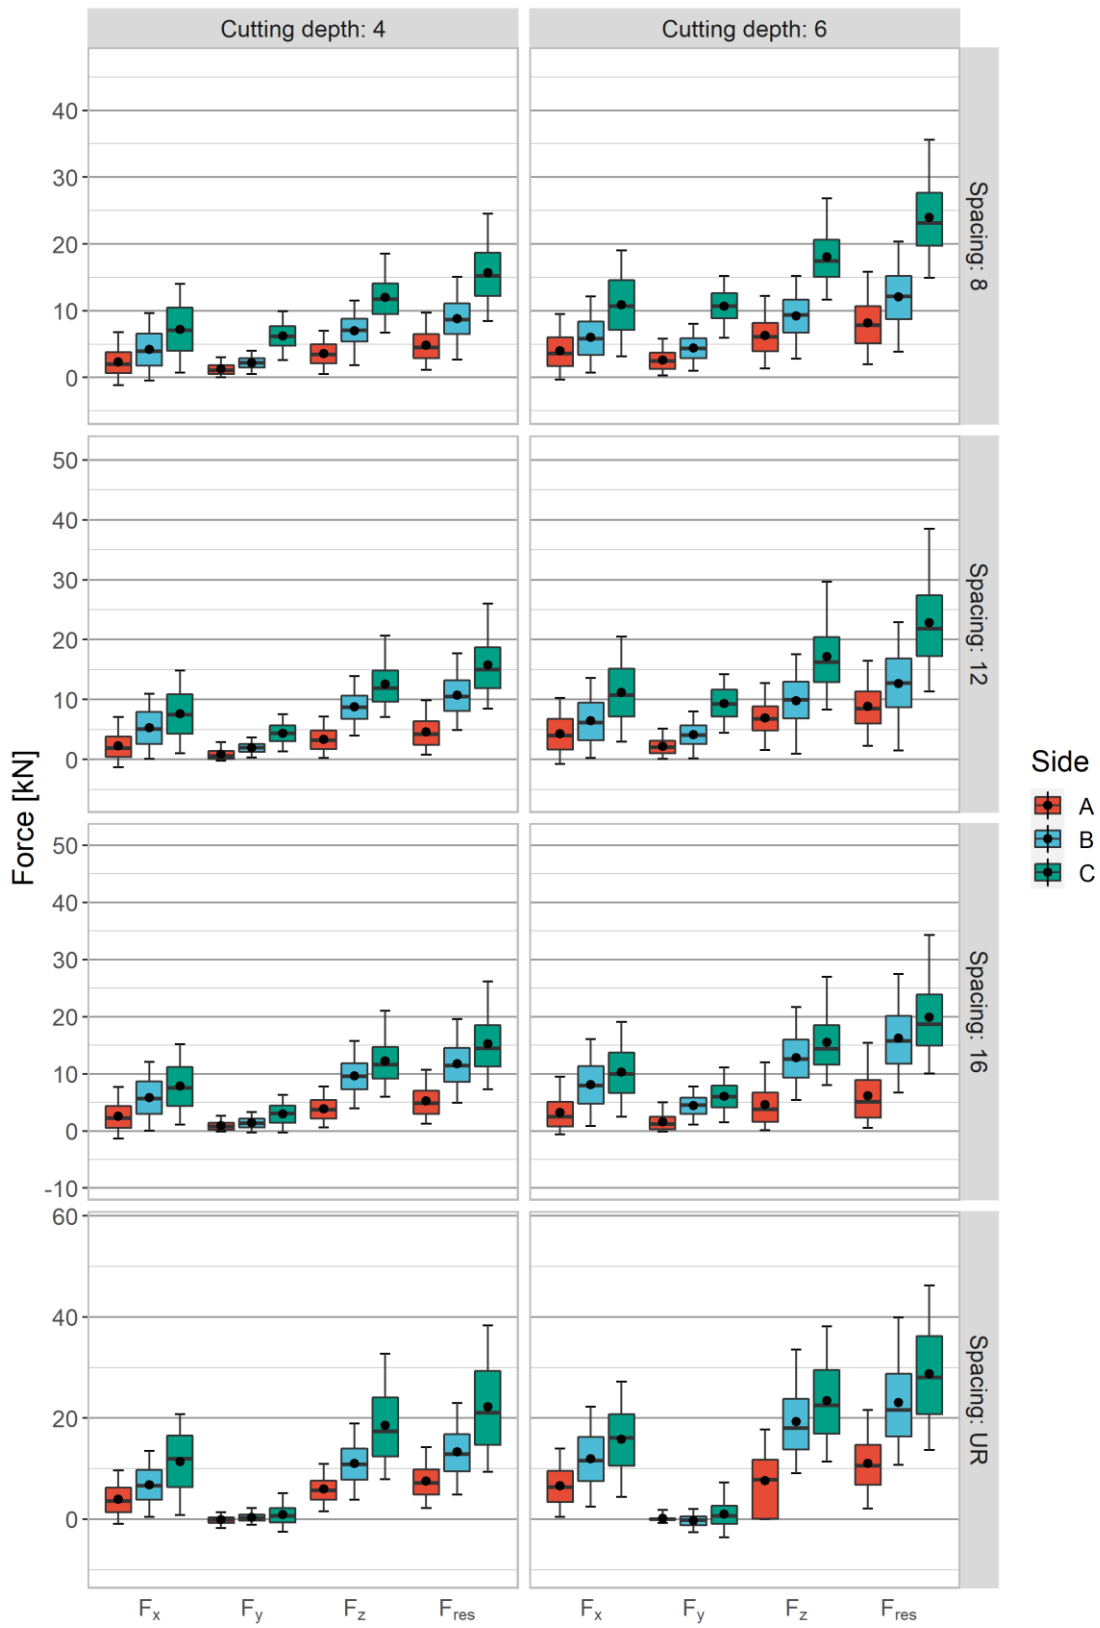 Cutting depth: 4
Cutting depth: 6
40
30
20
10
0
Spacing: 8
50
40
30
20
10
0
Spacing: 12
50
40
30
20
10
0
-10
Spacing: 16
60
40
20
0
Spacing: UR
Force [kN]
Fx Fy Fz Fres
Fx Fy Fz Fres
Side
A
B
C